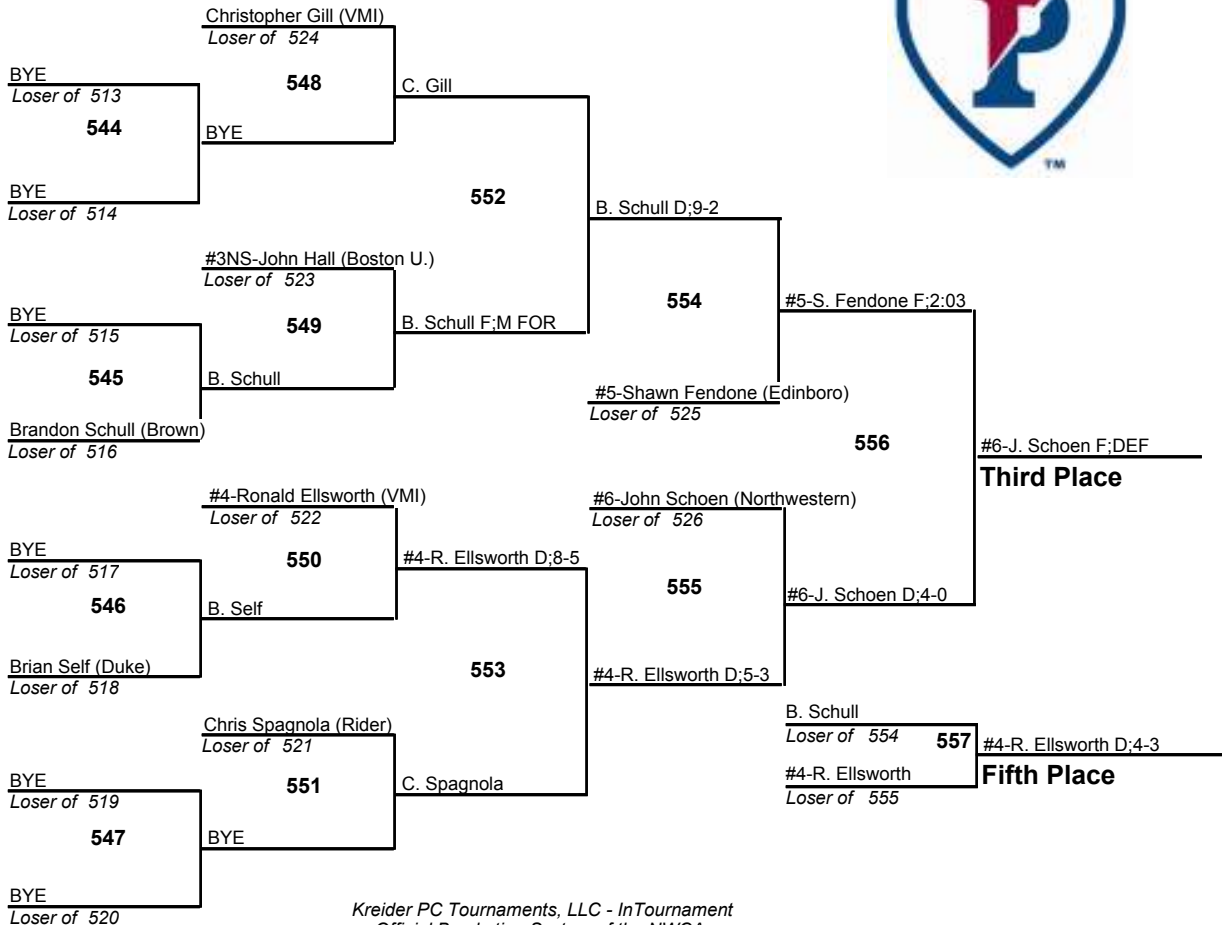 Christopher Gill (VMI)
Loser of 524
BYE
Loser of 513
548
C. Gill
544
BYE
BYE
Loser of 514
552
B. Schull D;9-2
#3NS-John Hall (Boston U.)
Loser of 523
BYE
Loser of 515
549
B. Schull F;M FOR
554
#5-S. Fendone F;2:03
545
B. Schull
#5-Shawn Fendone (Edinboro)
Loser of 525
Brandon Schull (Brown)
Loser of 516
556
#6-J. Schoen F;DEF
Third Place
#4-Ronald Ellsworth (VMI)
Loser of 522
#6-John Schoen (Northwestern)
Loser of 526
BYE
Loser of 517
550
#4-R. Ellsworth D;8-5
555
#6-J. Schoen D;4-0
546
B. Self
Brian Self (Duke)
Loser of 518
553
#4-R. Ellsworth D;5-3
Chris Spagnola (Rider)
Loser of 521
B. Schull
Loser of 554
557
#4-R. Ellsworth D;4-3
Fifth Place
#4-R. Ellsworth
Loser of 555
BYE
Loser of 519
551
C. Spagnola
547
BYE
BYE
Loser of 520
Kreider PC Tournaments, LLC - InTournament
P
TM